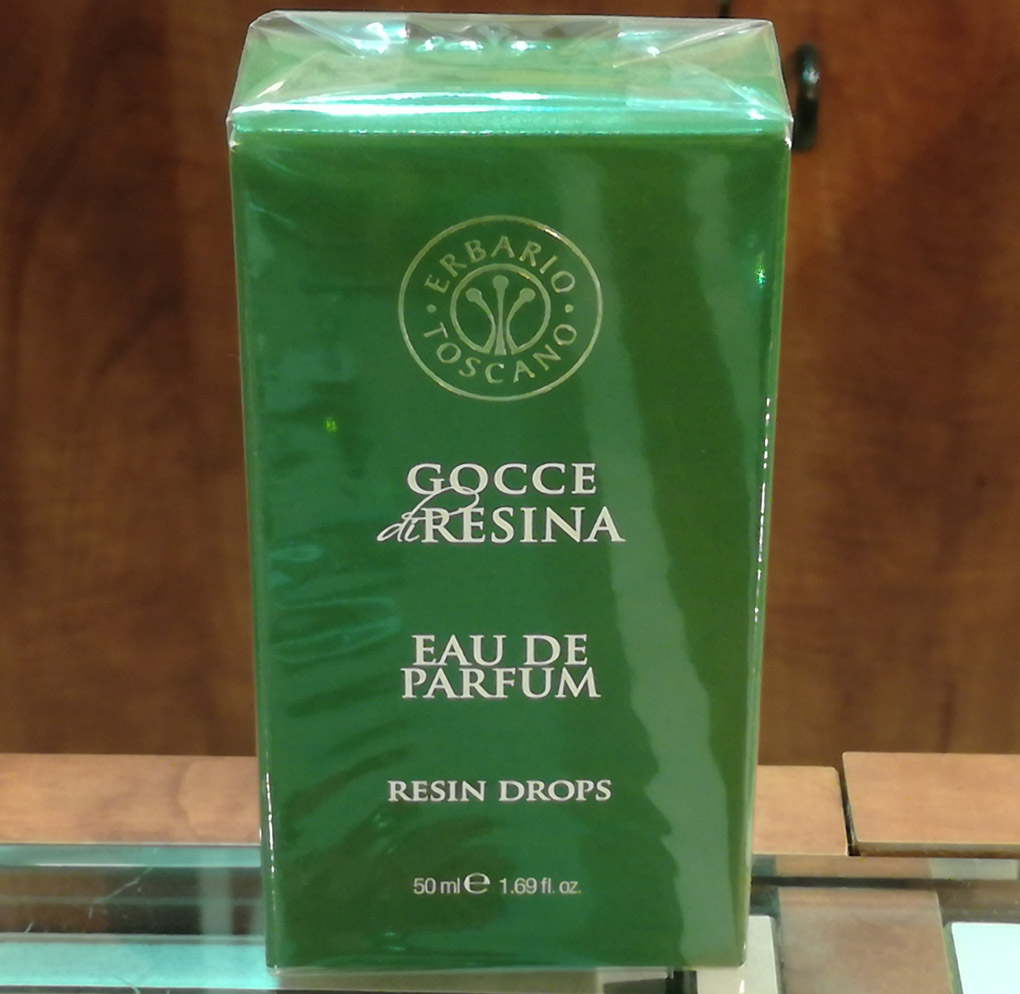 ERBARIO
TOSCANO
GOCCE
di RESINA
EAU DE
PARFUM
RESIN DROPS
50 ml ℮ 1.69 fl. oz.